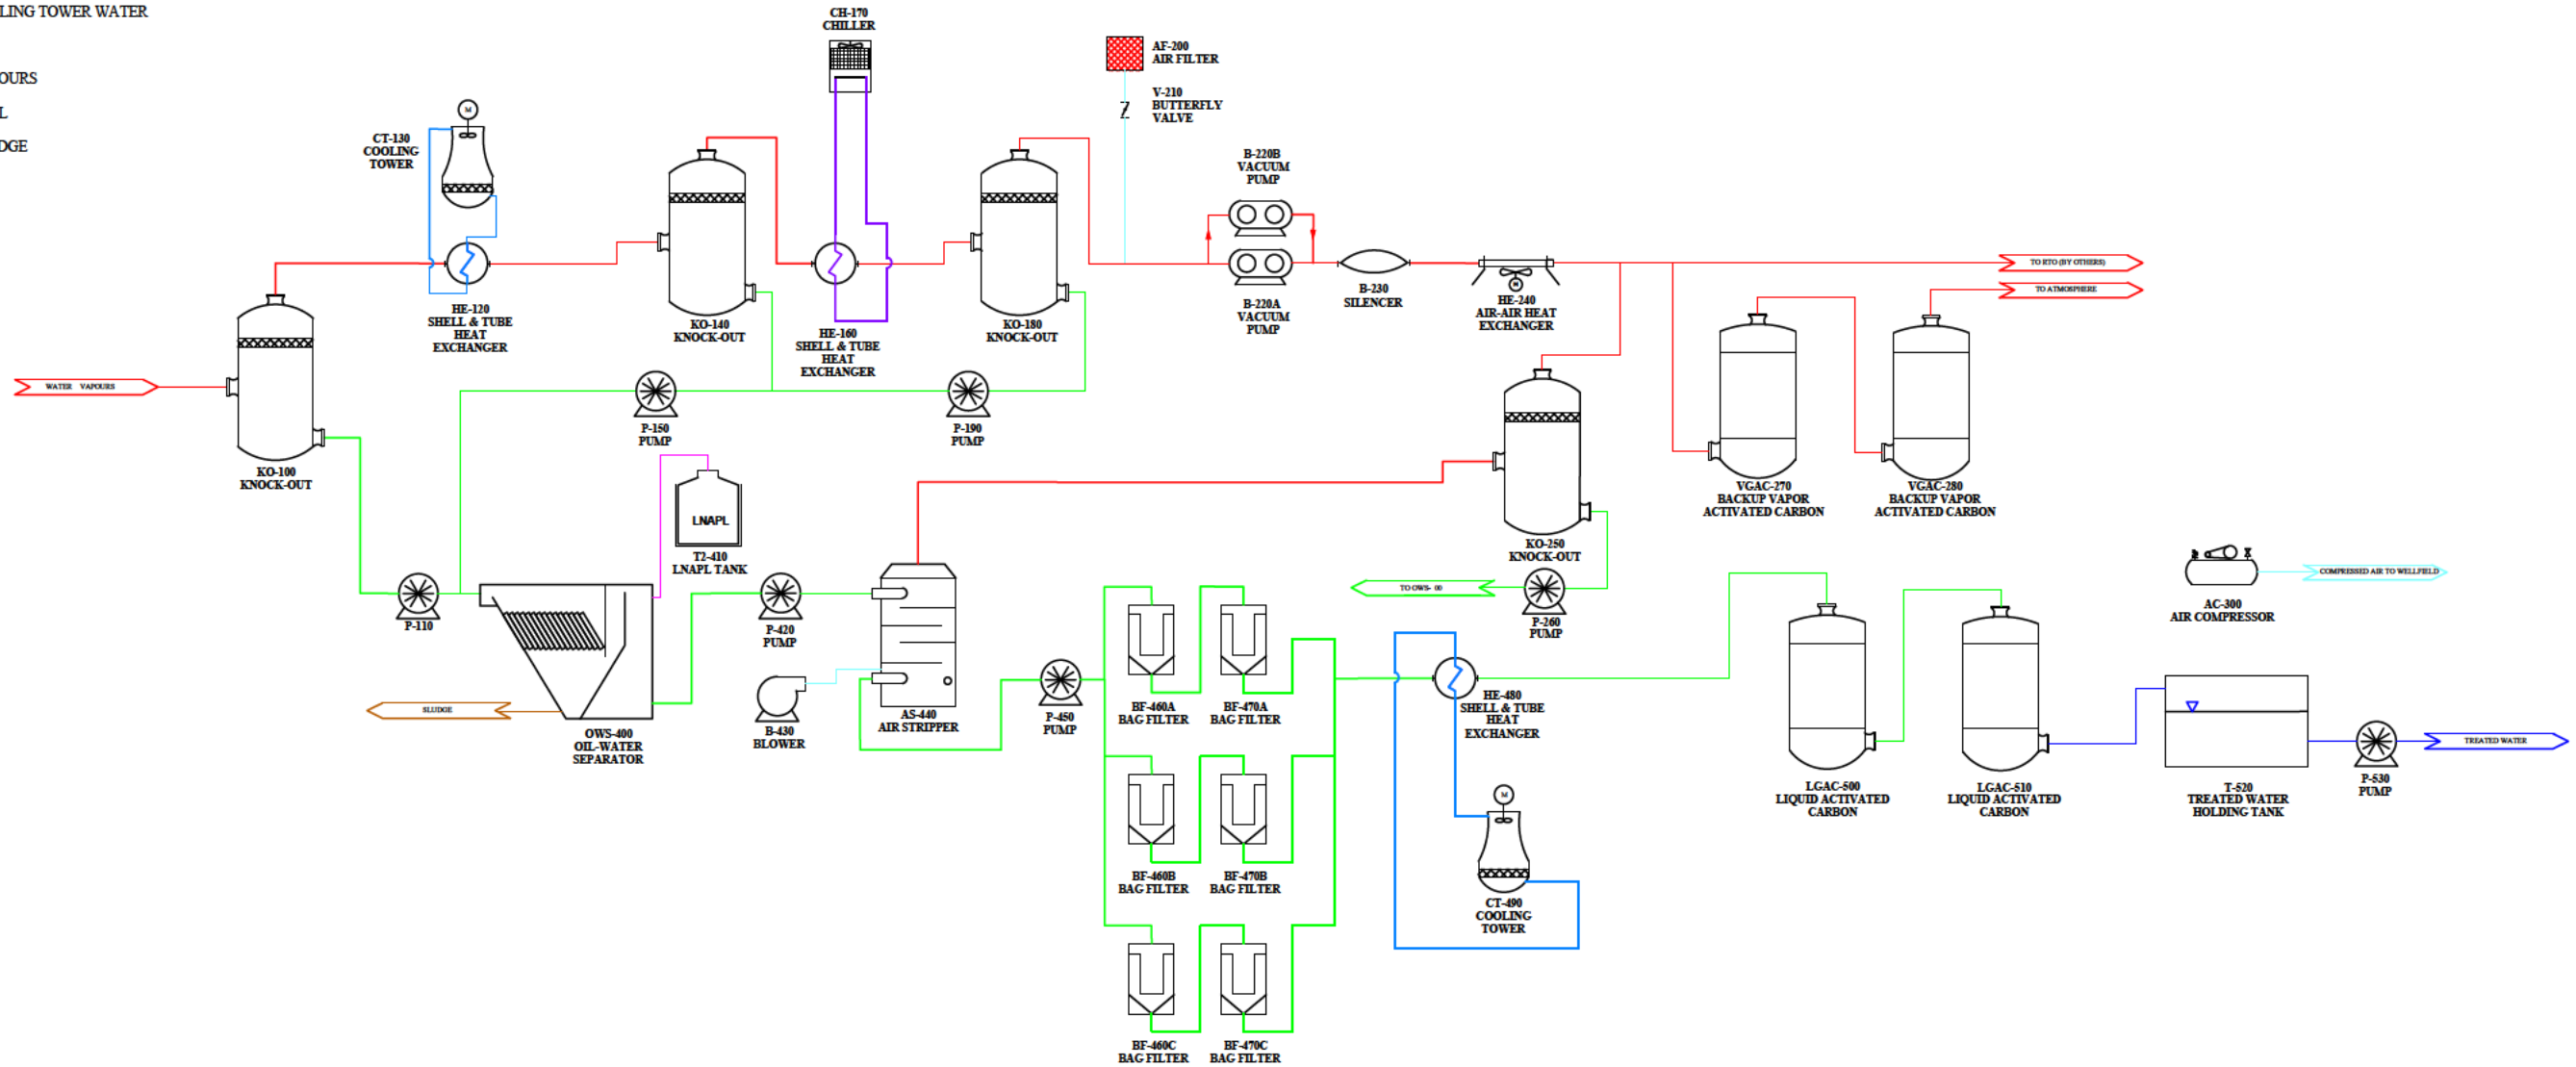 LING TOWER WATER
OURS
L
DGE
CH-170
CHILLER
AF-200
AIR FILTER
V-210
BUTTERFLY
VALVE
M
CT-130
COOLING
TOWER
B-220B
VACUUM
PUMP
HE-120
SHELL & TUBE
HEAT
EXCHANGER
KO-140
KNOCK-OUT
HE-160
SHELL & TUBE
HEAT
EXCHANGER
KO-180
KNOCK-OUT
B-220A
VACUUM
PUMP
B-230
SILENCER
HE-240
AIR-AIR HEAT
EXCHANGER
TO RTO (BY OTHERS)
TO ATMOSPHERE
WATER VAPOURS
KO-100
KNOCK-OUT
P-150
PUMP
P-190
PUMP
LNAPL
T2-410
LNAPL TANK
KO-250
KNOCK-OUT
VGAC-270
BACKUP VAPOR
ACTIVATED CARBON
VGAC-280
BACKUP VAPOR
ACTIVATED CARBON
P-110
P-420
PUMP
TO OWS- 00
P-260
PUMP
COMPRESSED AIR TO WELLFIELD
AC-300
AIR COMPRESSOR
SLUDGE
OWS-400
OIL-WATER
SEPARATOR
B-430
BLOWER
AS-440
AIR STRIPPER
P-450
PUMP
BF-460A
BAG FILTER
BF-470A
BAG FILTER
HE-480
SHELL & TUBE
HEAT
EXCHANGER
LGAC-500
LIQUID ACTIVATED
CARBON
LGAC-510
LIQUID ACTIVATED
CARBON
T-520
TREATED WATER
HOLDING TANK
P-530
PUMP
TREATED WATER
BF-460B
BAG FILTER
BF-470B
BAG FILTER
M
CT-490
COOLING
TOWER
BF-460C
BAG FILTER
BF-470C
BAG FILTER